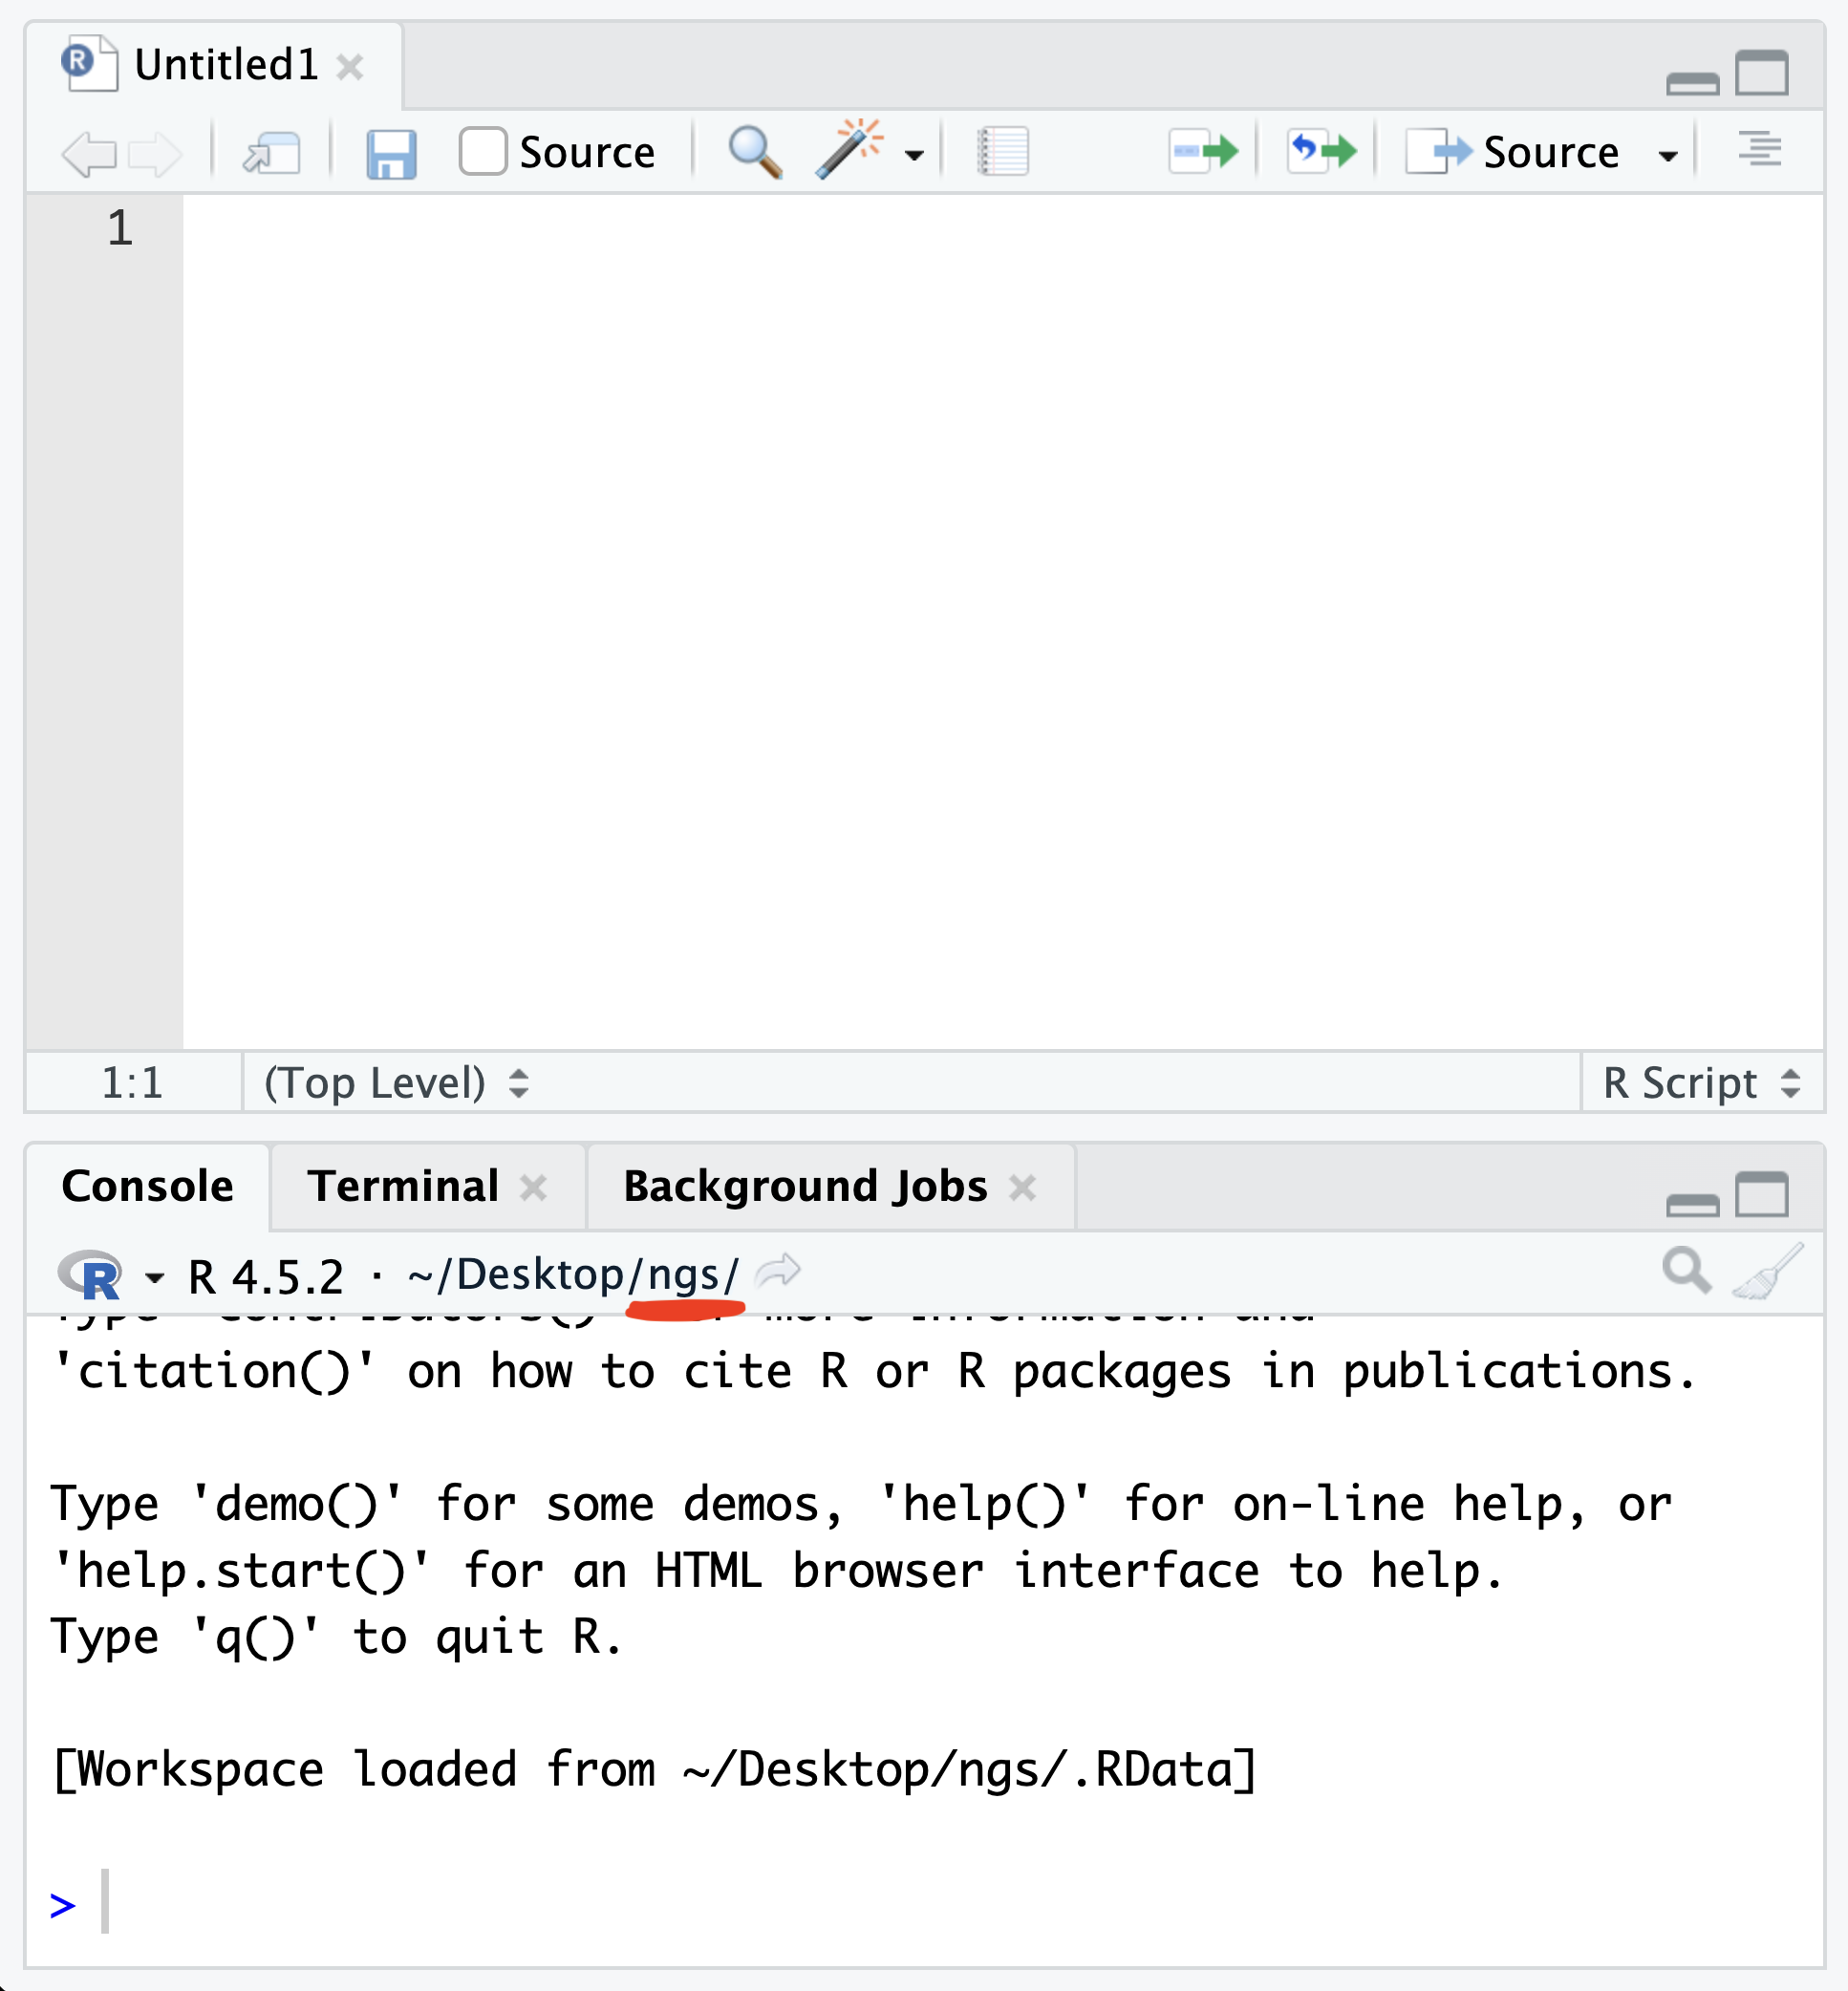 Untitled1
Source
Source
1
1:1
(Top Level)
R Script
Console
Terminal
Background Jobs
R 4.5.2 · ~/Desktop/ngs/
'citation()' on how to cite R or R packages in publications.
Type 'demo()' for some demos, 'help()' for on-line help, or
'help.start()' for an HTML browser interface to help.
Type 'q()' to quit R.
[Workspace loaded from ~/Desktop/ngs/.RData]
>